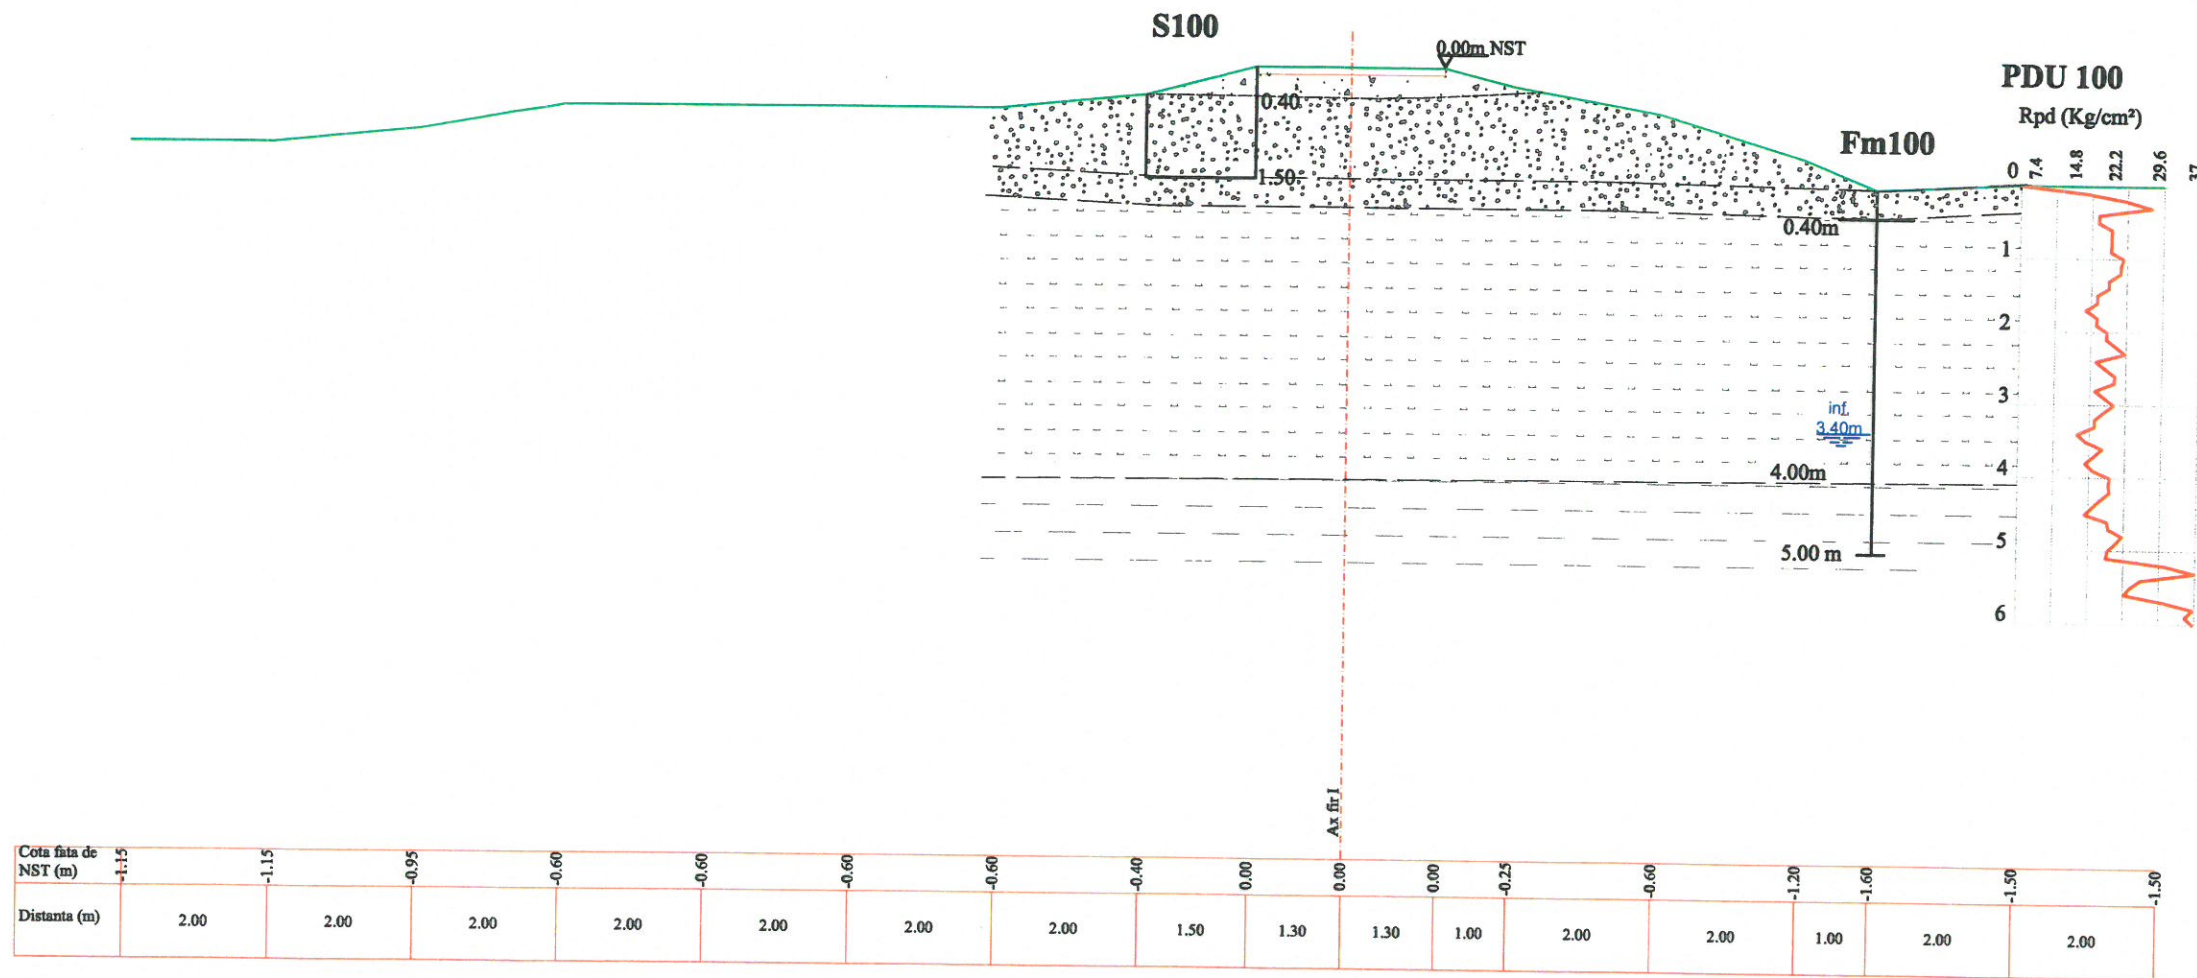 S100
0.00m NST
PDU 100
Rpd (Kg/cm²)
0 7.4 14.8 22.2 29.6 37
Fm100
0.40
1.50
0.40m
1
2
3
inf.
3.40m
4
4.00m
5
5.00 m
6
Ax fir I
Cota fata de
NST (m)
-1.15 -1.15 -0.95 -0.60 -0.60 -0.60 -0.60 -0.40 0.00 0.00 0.00 -0.25 -0.60 -1.20 -1.60 -1.50 -1.50
Distanta (m) 2.00 2.00 2.00 2.00 2.00 2.00 2.00 1.50 1.30 1.30 1.00 2.00 2.00 1.00 2.00 2.00